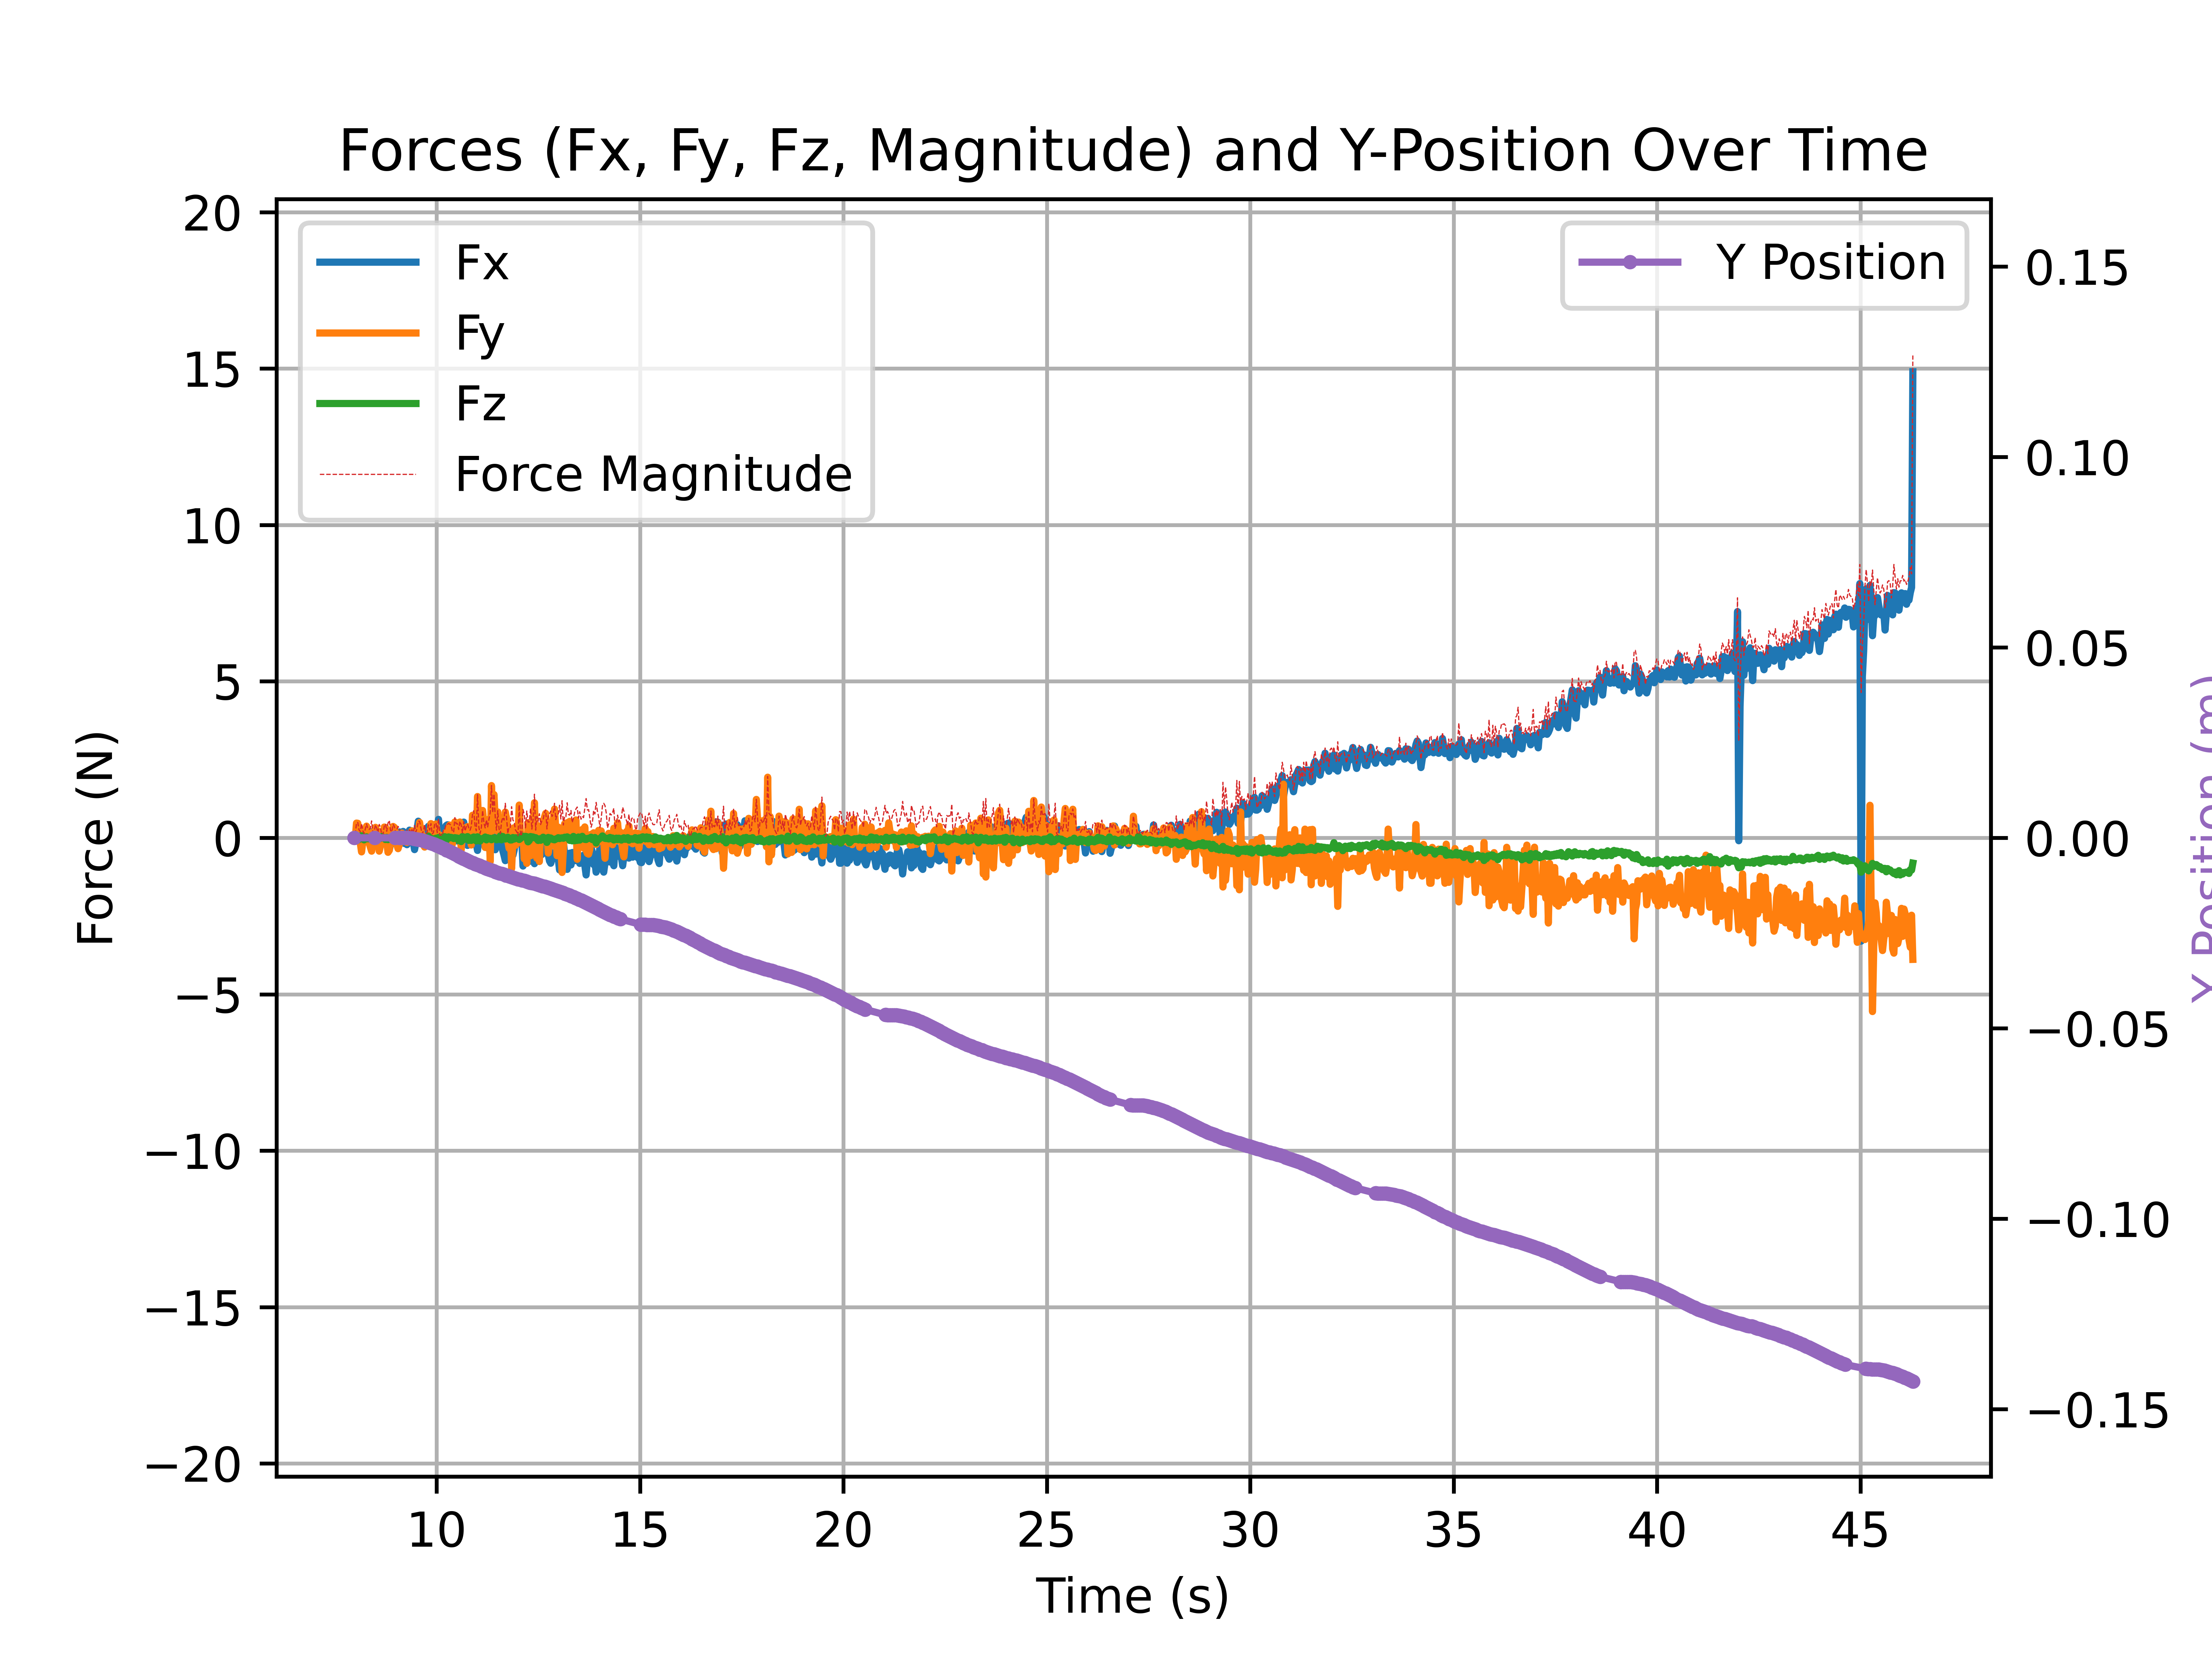 Forces (Fx, Fy, Fz, Magnitude) and Y-Position Over Time
Fx
Fy
Fz
Force Magnitude
Y Position
20
15
10
5
0
−5
−10
−15
−20
Force (N)
0.15
0.10
0.05
0.00
−0.05
−0.10
−0.15
Y Position (m)
10 15 20 25 30 35 40 45
Time (s)